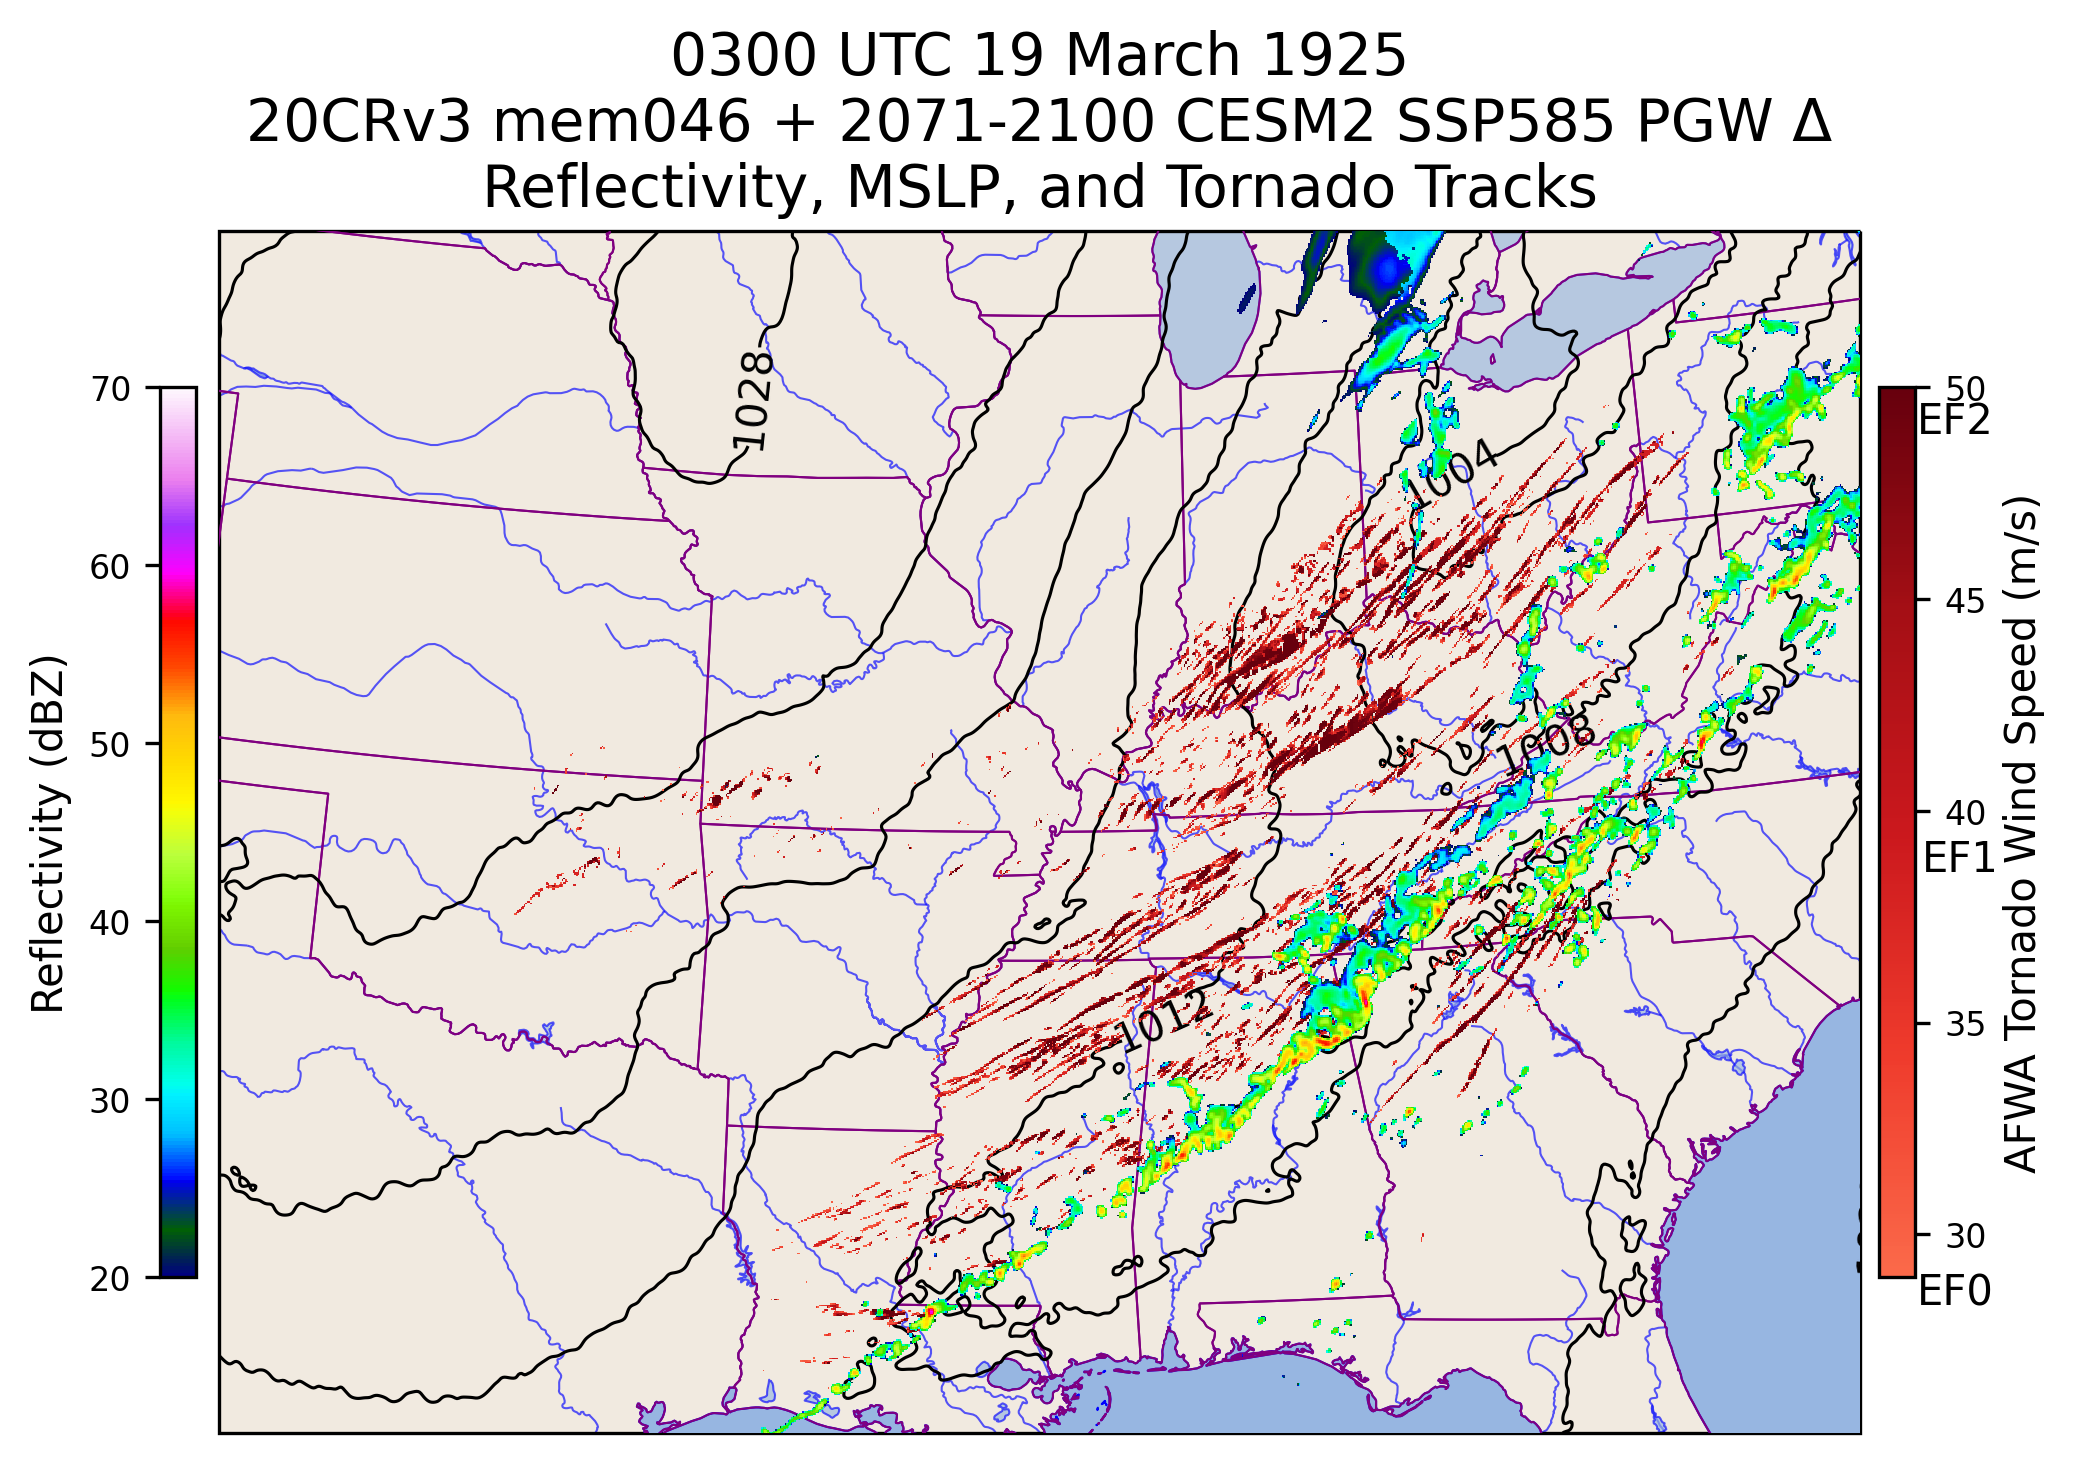 0300 UTC 19 March 1925
20CRv3 mem046 + 2071-2100 CESM2 SSP585 PGW Δ
Reflectivity, MSLP, and Tornado Tracks
1028
1004
1008
1012
70
60
50
40
30
20
Reflectivity (dBZ)
50
EF2
45
40
EF1
35
30
EF0
AFWA Tornado Wind Speed (m/s)